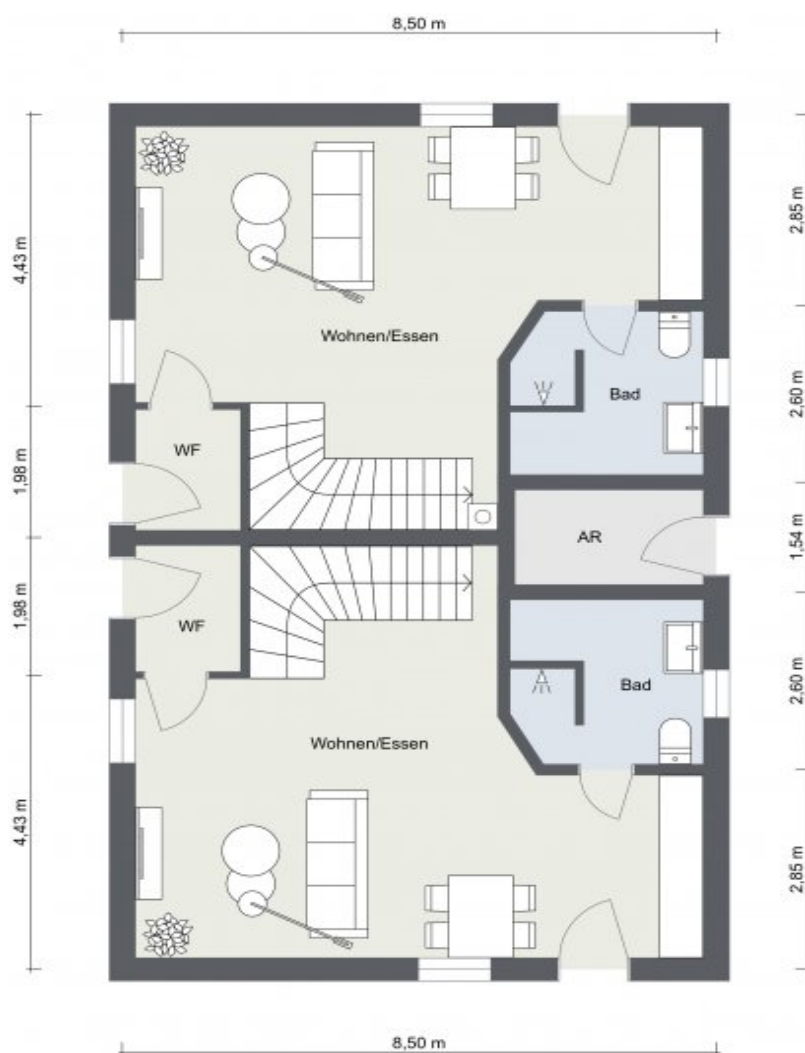 8,50 m
4,43 m
2,85 m
Wohnen/Essen
Bad
2,60 m
1,98 m
WF
1,54 m
AR
1,98 m
WF
2,60 m
Bad
Wohnen/Essen
4,43 m
2,85 m
8,50 m